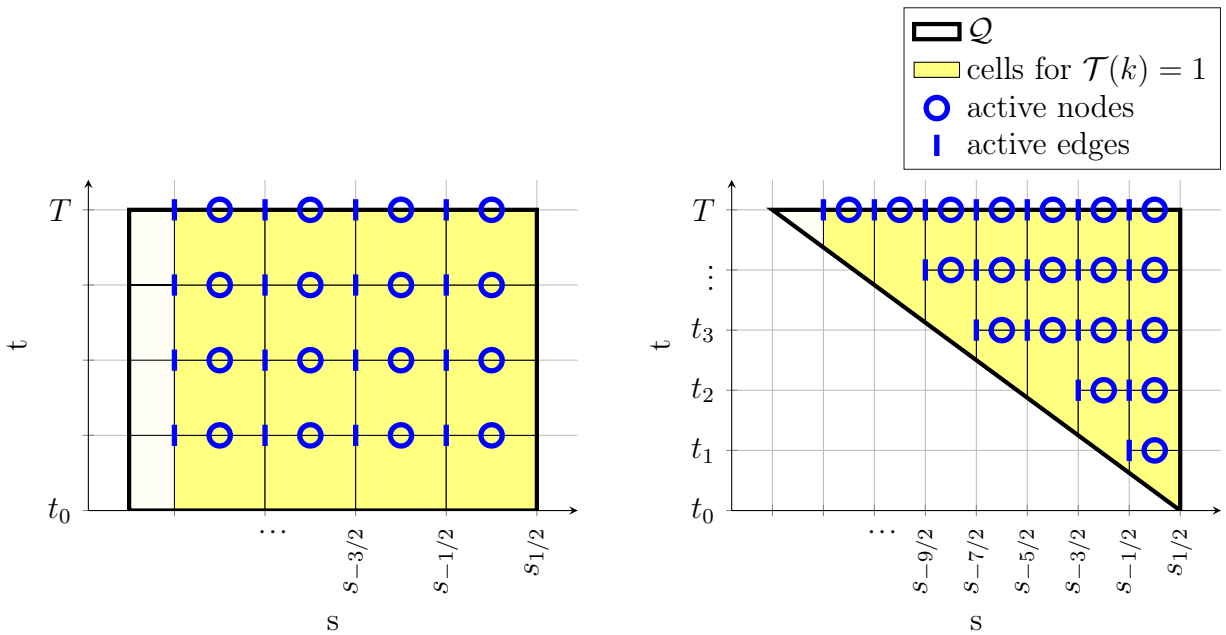 𝒬
cells for 𝒯(k) = 1
active nodes
active edges
T
t₀
t
…
s₋₃/₂
s₋₁/₂
s₁/₂
s
T
⋮
t₃
t₂
t₁
t₀
t
…
s₋₉/₂
s₋₇/₂
s₋₅/₂
s₋₃/₂
s₋₁/₂
s₁/₂
s